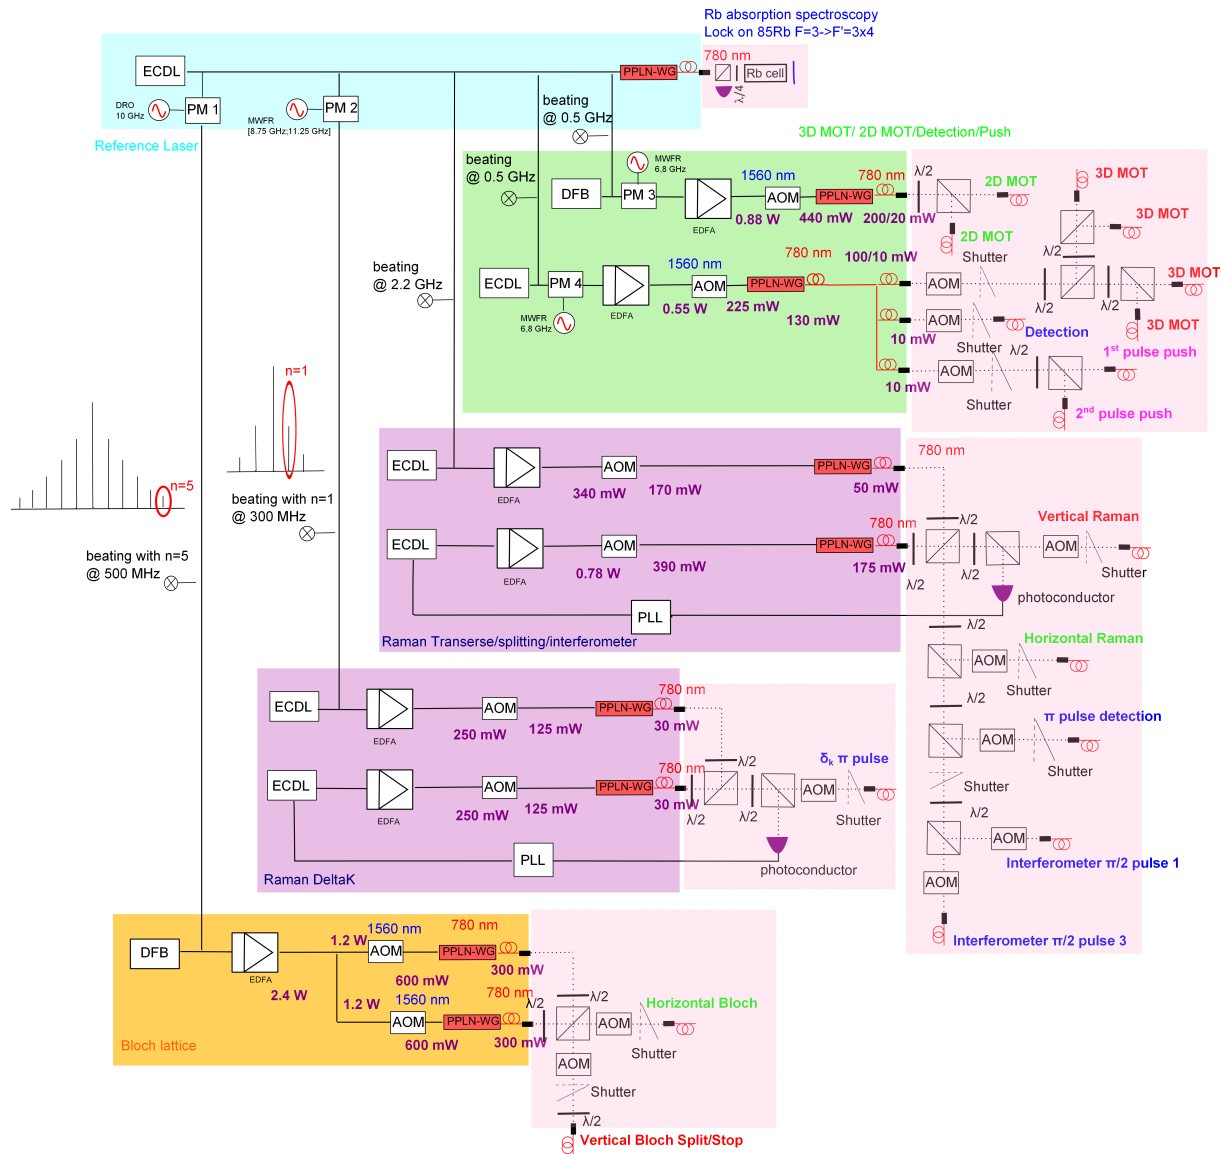 Rb absorption spectroscopy
Lock on 85Rb F=3->F'=3x4
780 nm
ECDL
PPLN-WG
Rb cell
λ/4
DRO
10 GHz
PM 1
MWFR
[8.75 GHz;11.25 GHz]
PM 2
Reference Laser
beating
@ 0.5 GHz
beating
@ 0.5 GHz
3D MOT/ 2D MOT/Detection/Push
MWFR
6,8 GHz
1560 nm
780 nm
λ/2
DFB
PM 3
EDFA
AOM
PPLN-WG
0.88 W
440 mW
200/20 mW
2D MOT
2D MOT
3D MOT
3D MOT
λ/2
3D MOT
3D MOT
ECDL
PM 4
MWFR
6,8 GHz
EDFA
1560 nm
AOM
0.55 W
225 mW
PPLN-WG
780 nm
130 mW
100/10 mW
AOM
Shutter
λ/2
λ/2
10 mW
AOM
Shutter
Detection
10 mW
AOM
Shutter
λ/2
1st pulse push
2nd pulse push
beating
@ 2.2 GHz
n=1
n=5
beating with n=1
@ 300 MHz
beating with n=5
@ 500 MHz
ECDL
EDFA
AOM
340 mW
170 mW
PPLN-WG
50 mW
780 nm
ECDL
EDFA
AOM
0.78 W
390 mW
PPLN-WG
780 nm
175 mW
λ/2
λ/2
λ/2
Vertical Raman
AOM
Shutter
photoconductor
PLL
Raman Transerse/splitting/interferometer
λ/2
Horizontal Raman
AOM
Shutter
λ/2
π pulse detection
AOM
Shutter
Shutter
λ/2
AOM
Interferometer π/2 pulse 1
AOM
Interferometer π/2 pulse 3
ECDL
EDFA
AOM
250 mW
125 mW
PPLN-WG
780 nm
30 mW
ECDL
EDFA
AOM
250 mW
125 mW
PPLN-WG
780 nm
30 mW
λ/2
λ/2
λ/2
δk π pulse
AOM
Shutter
photoconductor
PLL
Raman DeltaK
DFB
EDFA
2.4 W
1.2 W
1560 nm
AOM
600 mW
780 nm
PPLN-WG
300 mW
1.2 W
1560 nm
AOM
600 mW
780 nm
PPLN-WG
300 mW
λ/2
λ/2
Horizontal Bloch
AOM
Shutter
AOM
Shutter
λ/2
Bloch lattice
Vertical Bloch Split/Stop